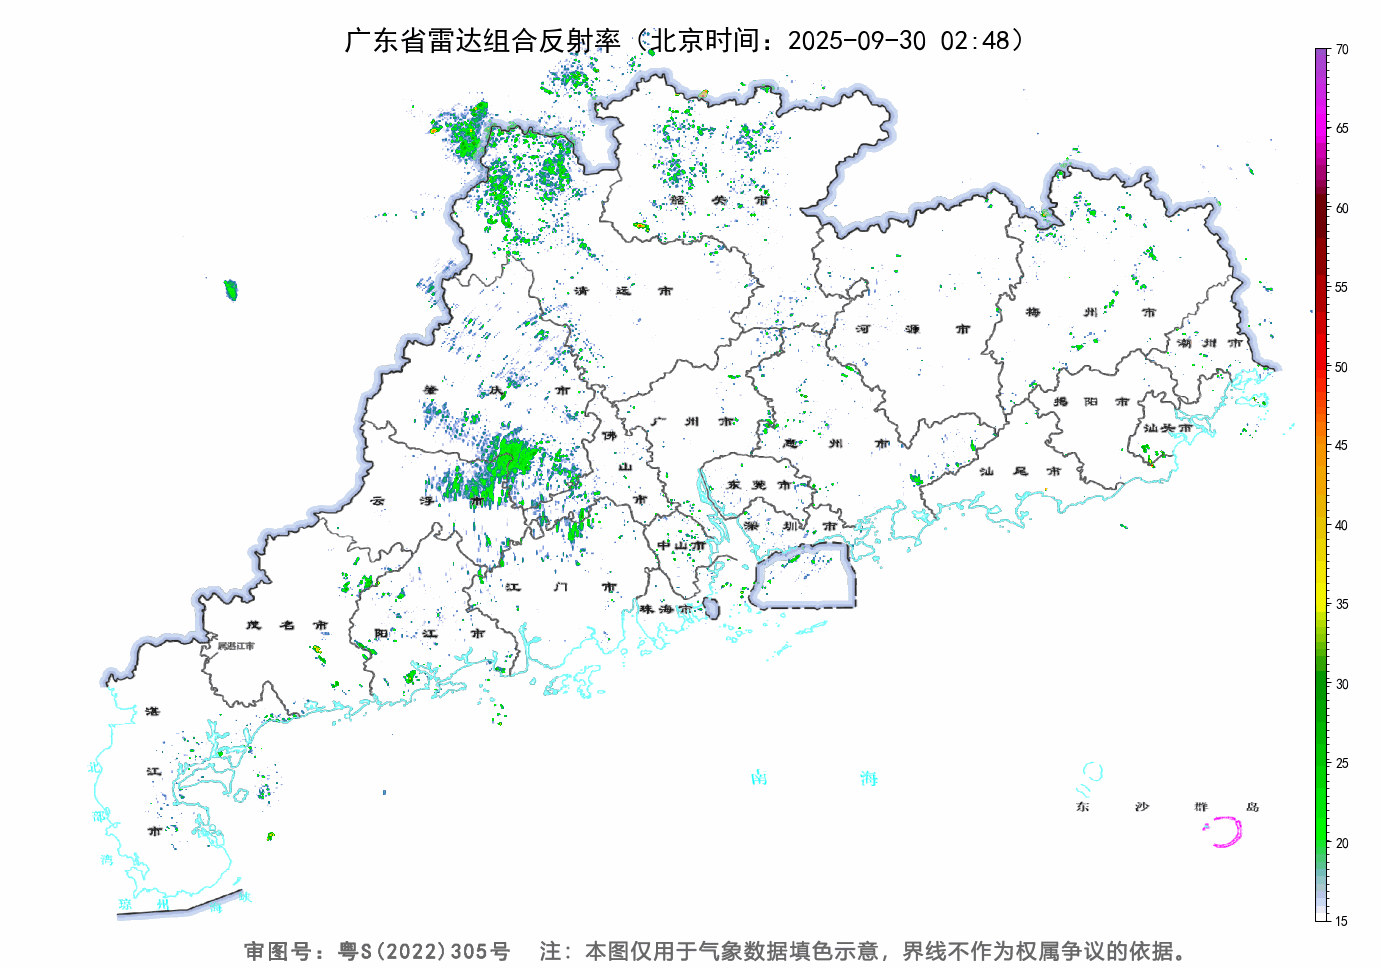 广东省雷达组合反射率（北京时间：2025-09-30 02:48）
70
65
60
55
50
45
40
35
30
25
20
15
韶 关 市
清 远 市
河 源 市
梅 州 市
潮 州 市
肇 庆 市
广 州 市
佛 山 市
惠 州 市
揭 阳 市
汕头市
汕 尾 市
云 浮 市
东 莞 市
深 圳 市
中山市
江 门 市
珠海市
茂 名 市
属湛江市
阳 江 市
湛 江 市
北 部 湾
南 海
东 沙 群 岛
琼 州 海 峡
审图号：粤S(2022)305号 注：本图仅用于气象数据填色示意，界线不作为权属争议的依据。